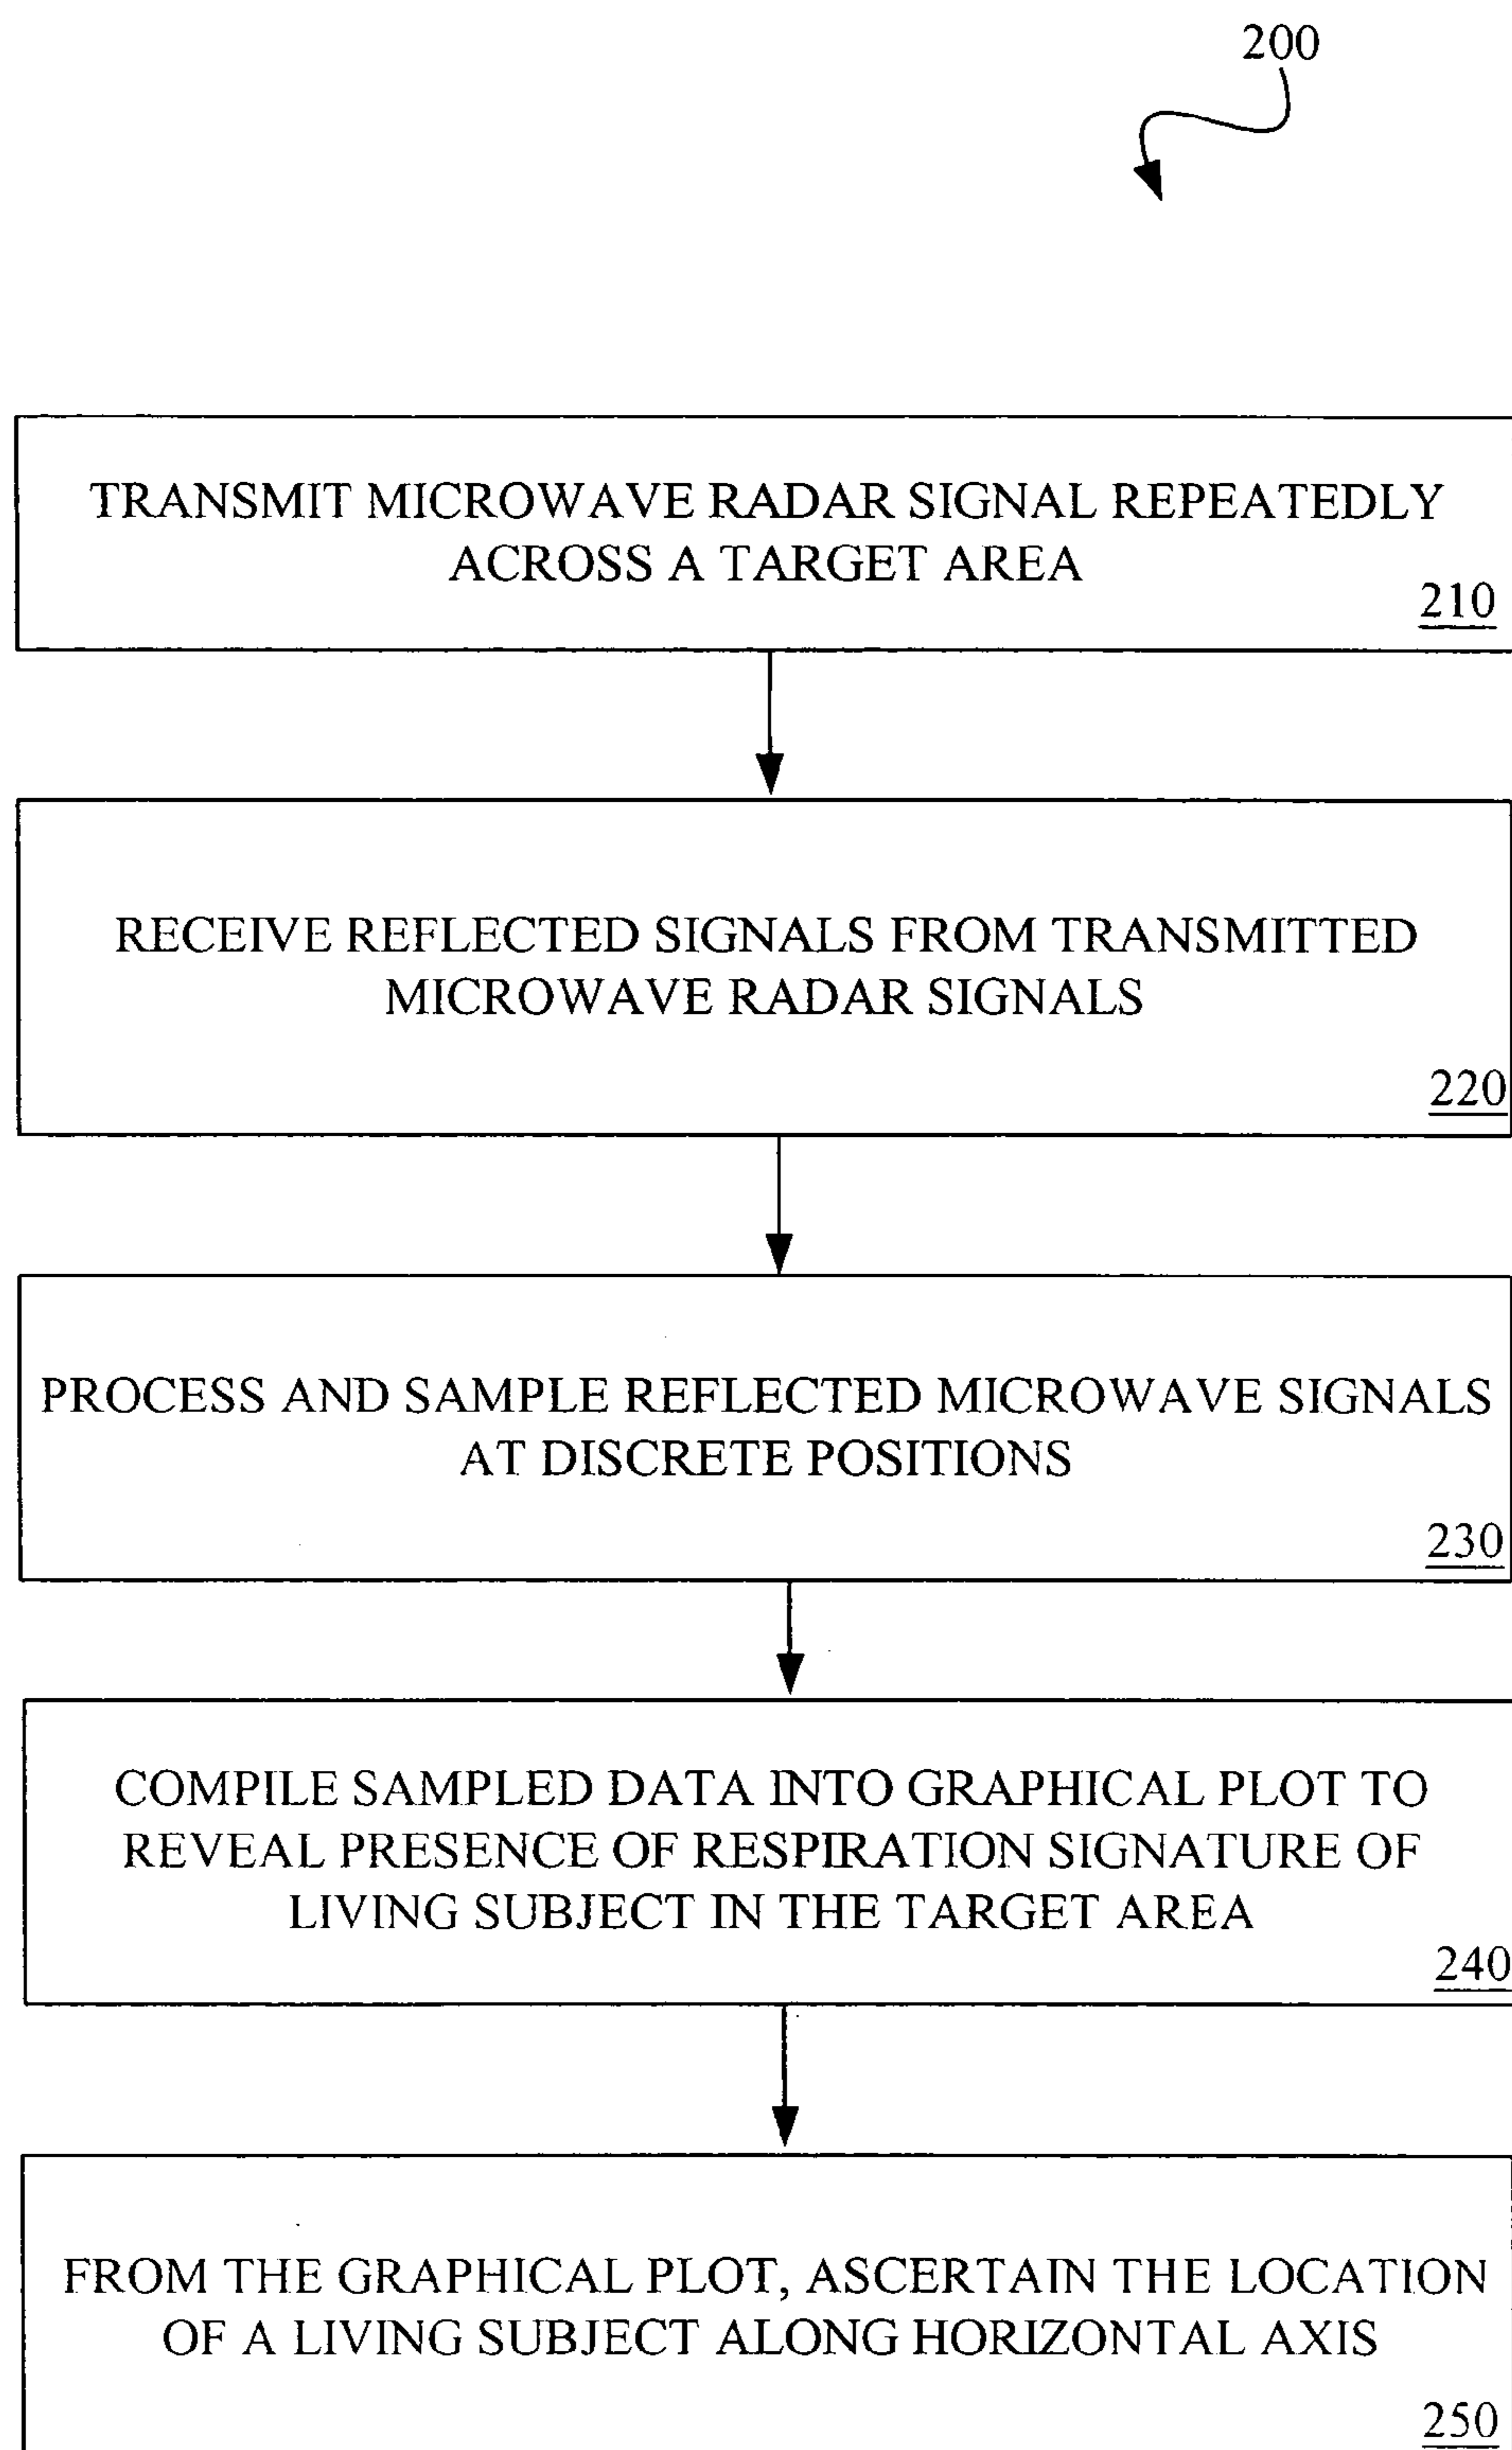 200
TRANSMIT MICROWAVE RADAR SIGNAL REPEATEDLY
ACROSS A TARGET AREA
210
RECEIVE REFLECTED SIGNALS FROM TRANSMITTED
MICROWAVE RADAR SIGNALS
220
PROCESS AND SAMPLE REFLECTED MICROWAVE SIGNALS
AT DISCRETE POSITIONS
230
COMPILE SAMPLED DATA INTO GRAPHICAL PLOT TO
REVEAL PRESENCE OF RESPIRATION SIGNATURE OF
LIVING SUBJECT IN THE TARGET AREA
240
FROM THE GRAPHICAL PLOT, ASCERTAIN THE LOCATION
OF A LIVING SUBJECT ALONG HORIZONTAL AXIS
250